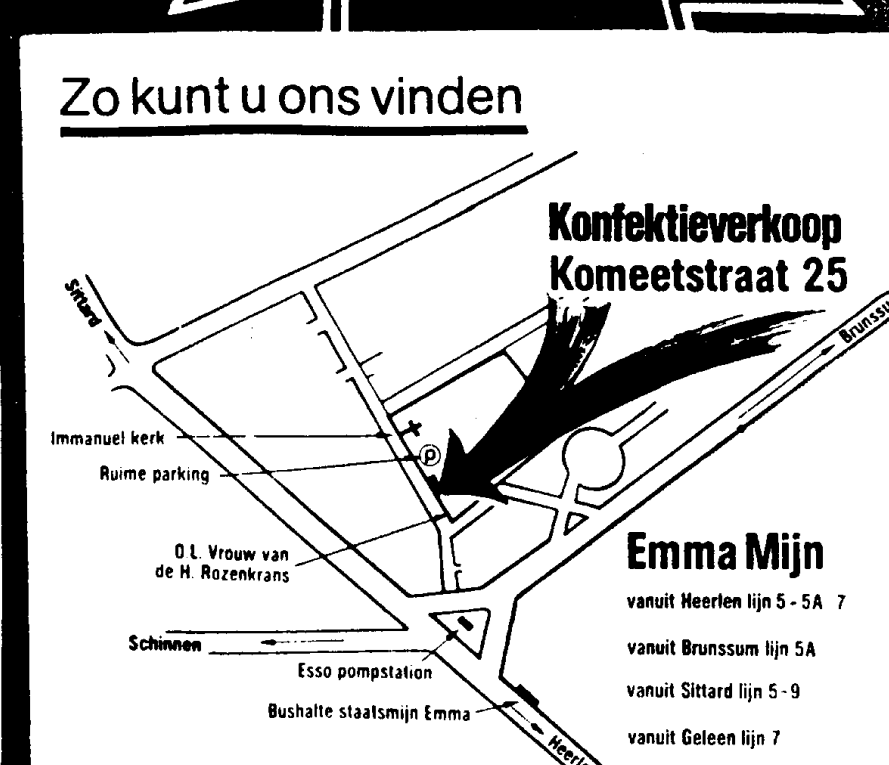 Zo kunt u ons vinden
Konfektieverkoop
Komeetstraat 25
Sittard
Immanuel kerk
P
Ruime parking
O.L. Vrouw van
de H. Rozenkrans
Schinnen
Esso pompstation
Bushalte staatsmijn Emma
Emma Mijn
vanuit Heerlen lijn 5 - 5A 7
vanuit Brunssum lijn 5A
vanuit Sittard lijn 5-9
vanuit Geleen lijn 7